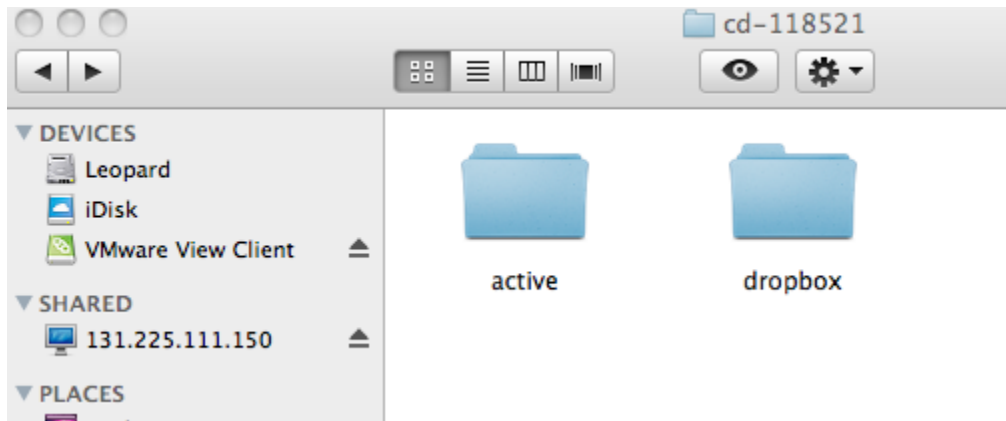 cd-118521
DEVICES
Leopard
iDisk
VMware View Client
SHARED
131.225.111.150
PLACES
active
dropbox